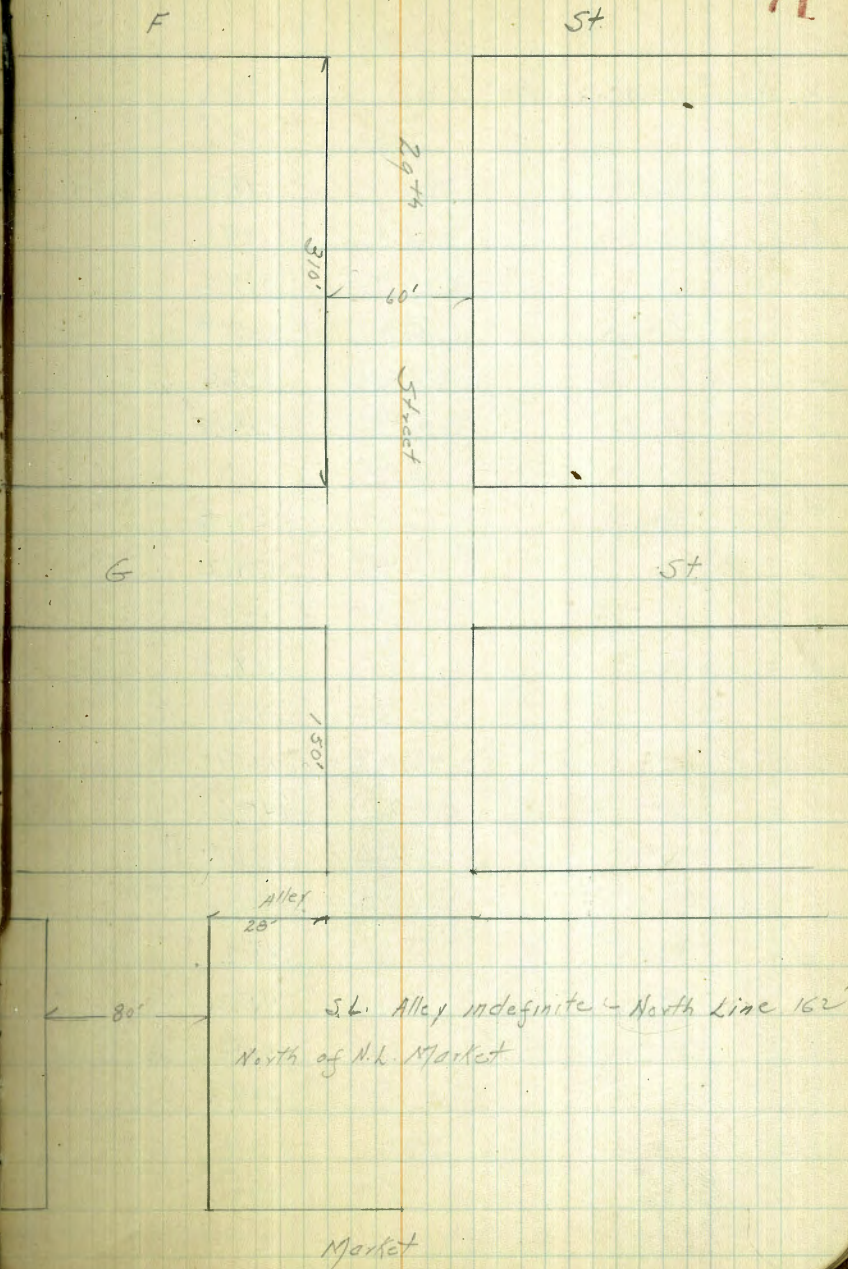 F St.
29th Street
310'
60'
G St.
150'
Alley
28'
80'
S.L. Alley indefinite - North Line 162'
North of N.L. Market
Market